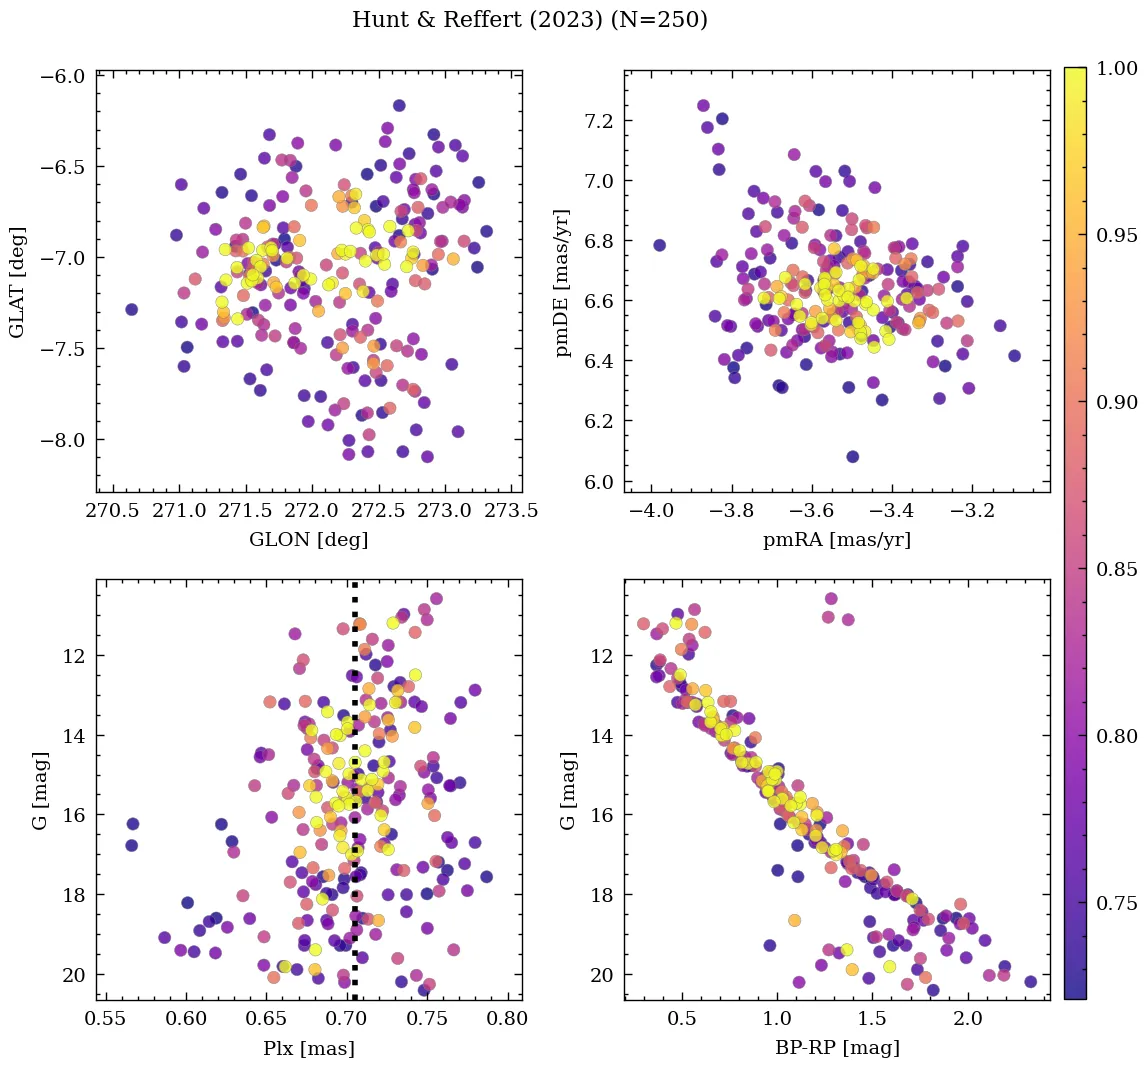 Hunt & Reffert (2023) (N=250)
−6.0
−6.5
−7.0
−7.5
−8.0
GLAT [deg]
270.5 271.0 271.5 272.0 272.5 273.0 273.5
GLON [deg]
7.2
7.0
6.8
6.6
6.4
6.2
6.0
pmDE [mas/yr]
−4.0 −3.8 −3.6 −3.4 −3.2
pmRA [mas/yr]
12
14
16
18
20
G [mag]
0.55 0.60 0.65 0.70 0.75 0.80
Plx [mas]
12
14
16
18
20
G [mag]
0.5 1.0 1.5 2.0
BP-RP [mag]
1.00
0.95
0.90
0.85
0.80
0.75